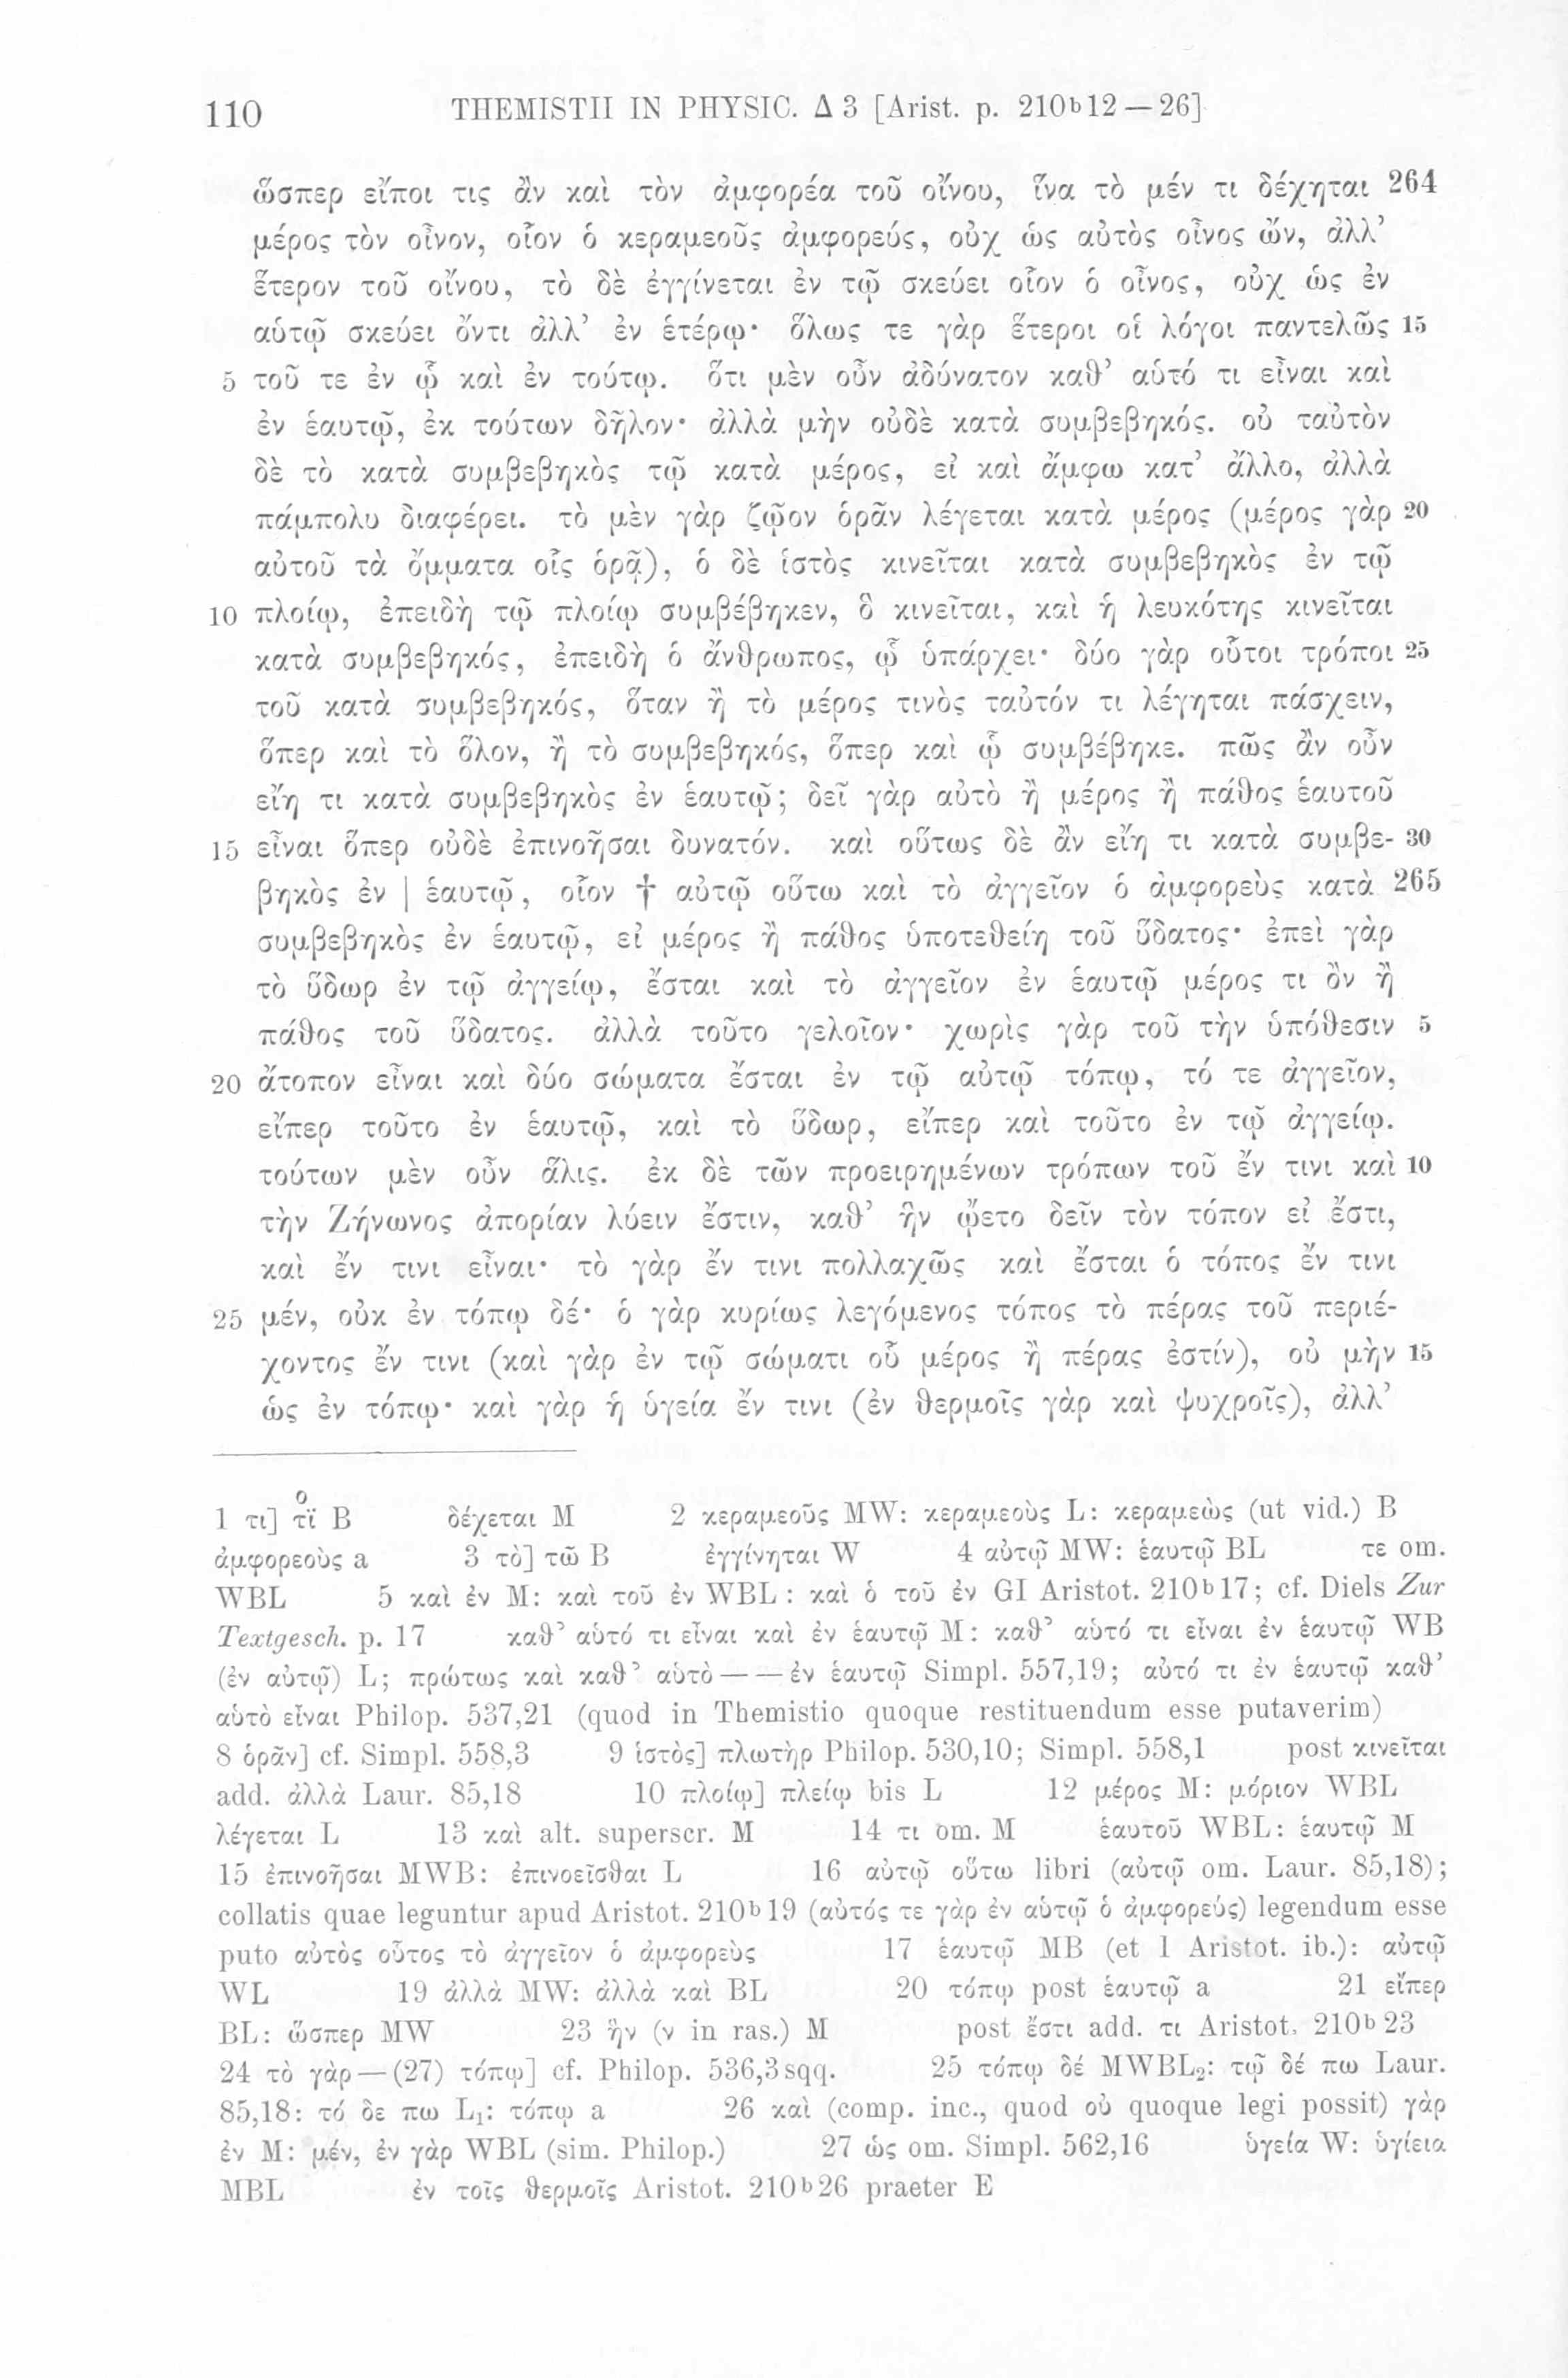 110 THEMISTII IN PHYSIC. Δ 3 [Arist. p. 210ᵇ12 — 26]
ὥσπερ εἴποι τις ἂν καὶ τὸν ἀμφορέα τοῦ οἴνου, ἵνα τὸ μέν τι δέχηται 264
μέρος τὸν οἶνον, οἷον ὁ κεραμεοῦς ἀμφορεύς, οὐχ ὡς αὐτὸς οἶνος ὤν, ἀλλ’
ἕτερον τοῦ οἴνου, τὸ δὲ ἐγγίνεται ἐν τῷ σκεύει οἷον ὁ οἶνος, οὐχ ὡς ἐν
αὑτῷ σκεύει ὄντι ἀλλ’ ἐν ἑτέρῳ· ὅλως τε γὰρ ἕτεροι οἱ λόγοι παντελῶς 15
5 τοῦ τε ἐν ᾧ καὶ ἐν τούτῳ. ὅτι μὲν οὖν ἀδύνατον καθ’ αὑτό τι εἶναι καὶ
ἐν ἑαυτῷ, ἐκ τούτων δῆλον· ἀλλὰ μὴν οὐδὲ κατὰ συμβεβηκός. οὐ ταὐτὸν
δὲ τὸ κατὰ συμβεβηκὸς τῷ κατὰ μέρος, εἰ καὶ ἄμφω κατ’ ἄλλο, ἀλλὰ
πάμπολυ διαφέρει. τὸ μὲν γὰρ ζῷον ὁρᾶν λέγεται κατὰ μέρος (μέρος γὰρ 20
αὐτοῦ τὰ ὄμματα οἷς ὁρᾷ), ὁ δὲ ἱστὸς κινεῖται κατὰ συμβεβηκὸς ἐν τῷ
10 πλοίῳ, ἐπειδὴ τῷ πλοίῳ συμβέβηκεν, ὃ κινεῖται, καὶ ἡ λευκότης κινεῖται
κατὰ συμβεβηκός, ἐπειδὴ ὁ ἄνθρωπος, ᾧ ὑπάρχει· δύο γὰρ οὗτοι τρόποι 25
τοῦ κατὰ συμβεβηκός, ὅταν ἢ τὸ μέρος τινὸς ταὐτόν τι λέγηται πάσχειν,
ὅπερ καὶ τὸ ὅλον, ἢ τὸ συμβεβηκός, ὅπερ καὶ ᾧ συμβέβηκε. πῶς ἂν οὖν
εἴη τι κατὰ συμβεβηκὸς ἐν ἑαυτῷ; δεῖ γὰρ αὐτὸ ἢ μέρος ἢ πάθος ἑαυτοῦ
15 εἶναι ὅπερ οὐδὲ ἐπινοῆσαι δυνατόν. καὶ οὕτως δὲ ἂν εἴη τι κατὰ συμβε- 30
βηκὸς ἐν | ἑαυτῷ, οἷον † αὐτῷ οὕτω καὶ τὸ ἀγγεῖον ὁ ἀμφορεὺς κατὰ 265
συμβεβηκὸς ἐν ἑαυτῷ, εἰ μέρος ἢ πάθος ὑποτεθείη τοῦ ὕδατος· ἐπεὶ γὰρ
τὸ ὕδωρ ἐν τῷ ἀγγείῳ, ἔσται καὶ τὸ ἀγγεῖον ἐν ἑαυτῷ μέρος τι ὂν ἢ
πάθος τοῦ ὕδατος. ἀλλὰ τοῦτο γελοῖον· χωρὶς γὰρ τοῦ τὴν ὑπόθεσιν 5
20 ἄτοπον εἶναι καὶ δύο σώματα ἔσται ἐν τῷ αὐτῷ τόπῳ, τό τε ἀγγεῖον,
εἴπερ τοῦτο ἐν ἑαυτῷ, καὶ τὸ ὕδωρ, εἴπερ καὶ τοῦτο ἐν τῷ ἀγγείῳ.
τούτων μὲν οὖν ἅλις. ἐκ δὲ τῶν προειρημένων τρόπων τοῦ ἔν τινι καὶ 10
τὴν Ζήνωνος ἀπορίαν λύειν ἔστιν, καθ’ ἣν ᾤετο δεῖν τὸν τόπον εἰ ἔστι,
καὶ ἔν τινι εἶναι· τὸ γὰρ ἔν τινι πολλαχῶς καὶ ἔσται ὁ τόπος ἔν τινι
25 μέν, οὐκ ἐν τόπῳ δέ· ὁ γὰρ κυρίως λεγόμενος τόπος τὸ πέρας τοῦ περιέ-
χοντος ἔν τινι (καὶ γὰρ ἐν τῷ σώματι οὗ μέρος ἢ πέρας ἐστίν), οὐ μὴν 15
ὡς ἐν τόπῳ· καὶ γὰρ ἡ ὑγεία ἔν τινι (ἐν θερμοῖς γὰρ καὶ ψυχροῖς), ἀλλ’
1 τι] τϊ̊ B δέχεται M 2 κεραμεοῦς MW: κεραμεοὺς L: κεραμεὼς (ut vid.) B
ἀμφορεοὺς a 3 τὸ] τῶ B ἐγγίνηται W 4 αὑτῷ MW: ἑαυτῷ BL τε om.
WBL 5 καὶ ἐν M: καὶ τοῦ ἐν WBL: καὶ ὁ τοῦ ἐν GI Aristot. 210ᵇ17; cf. Diels Zur
Textgesch. p. 17 καθ’ αὑτό τι εἶναι καὶ ἐν ἑαυτῷ M: καθ’ αὑτό τι εἶναι ἐν ἑαυτῷ WB
(ἐν αὑτῷ) L; πρώτως καὶ καθ’ αὑτὸ — — ἐν ἑαυτῷ Simpl. 557,19; αὐτό τι ἐν ἑαυτῷ καθ’
αὑτὸ εἶναι Philop. 537,21 (quod in Themistio quoque restituendum esse putaverim)
8 ὁρᾶν] cf. Simpl. 558,3 9 ἱστὸς] πλωτὴρ Philop. 530,10; Simpl. 558,1 post κινεῖται
add. ἀλλὰ Laur. 85,18 10 πλοίῳ] πλείῳ bis L 12 μέρος M: μόριον WBL
λέγεται L 13 καὶ alt. superscr. M 14 τι om. M ἑαυτοῦ WBL: ἑαυτῷ M
15 ἐπινοῆσαι MWB: ἐπινοεῖσθαι L 16 αὐτῷ οὕτω libri (αὐτῷ om. Laur. 85,18);
collatis quae leguntur apud Aristot. 210ᵇ19 (αὐτός τε γὰρ ἐν αὑτῷ ὁ ἀμφορεύς) legendum esse
puto αὐτὸς οὗτος τὸ ἀγγεῖον ὁ ἀμφορεὺς 17 ἑαυτῷ MB (et I Aristot. ib.): αὑτῷ
WL 19 ἀλλὰ MW: ἀλλὰ καὶ BL 20 τόπῳ post ἑαυτῷ a 21 εἴπερ
BL: ὥσπερ MW 23 ἣν (ν in ras.) M post ἔστι add. τι Aristot. 210ᵇ23
24 τὸ γὰρ — (27) τόπῳ] cf. Philop. 536,3 sqq. 25 τόπῳ δέ MWBL₂: τῷ δέ πω Laur.
85,18: τό δε πω L₁: τόπῳ a 26 καὶ (comp. inc., quod οὐ quoque legi possit) γὰρ
ἐν M: μέν, ἐν γὰρ WBL (sim. Philop.) 27 ὡς om. Simpl. 562,16 ὑγεία W: ὑγίεια
MBL ἐν τοῖς θερμοῖς Aristot. 210ᵇ26 praeter E